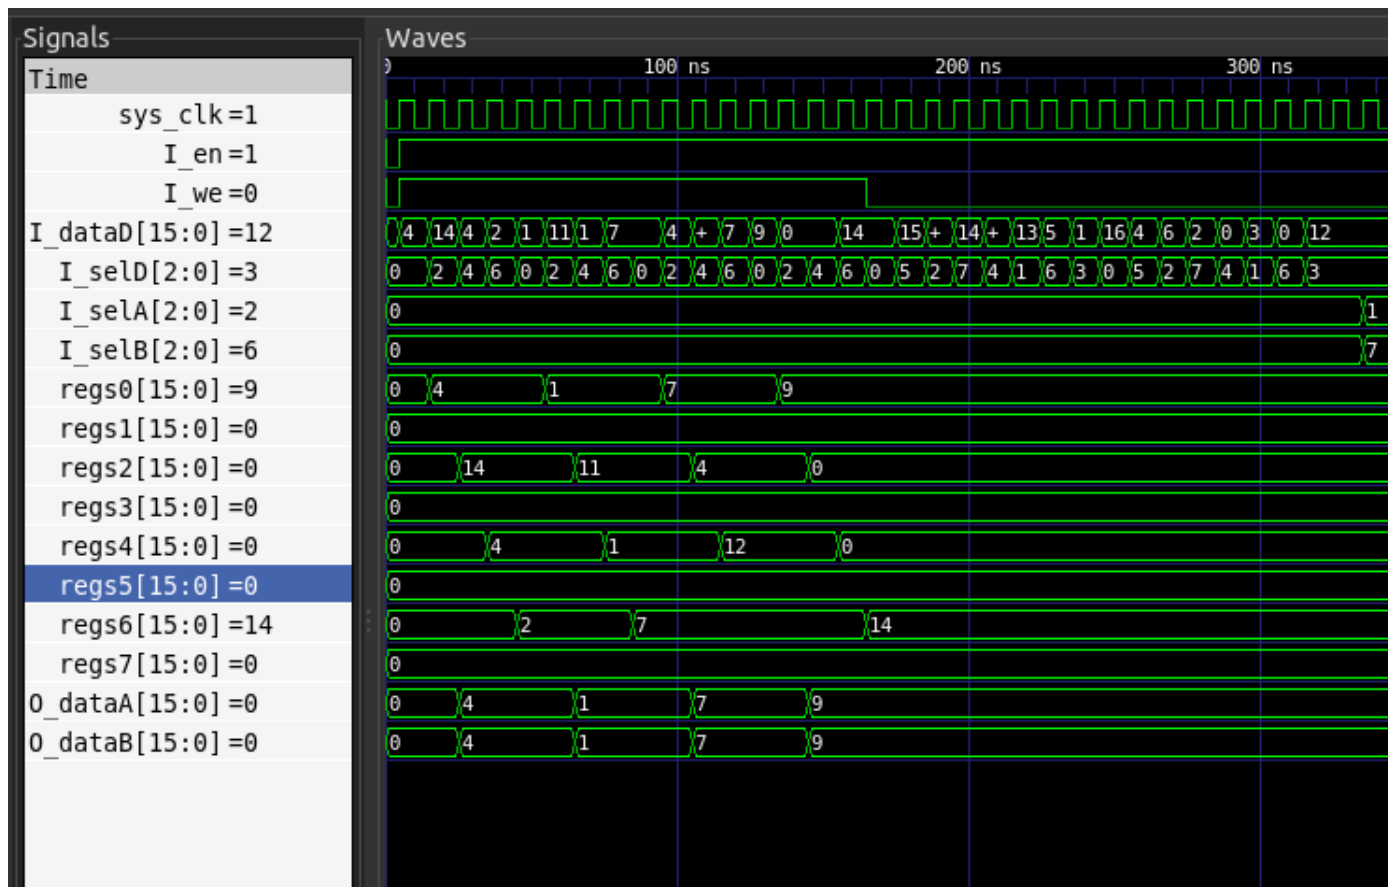 Signals Waves
Time 0 100 ns 200 ns 300 ns
sys_clk=1
I_en=1
I_we=0
I_dataD[15:0]=12 4 14 4 2 1 11 1 7 4 + 7 9 0 14 15 + 14 + 13 5 1 16 4 6 2 0 3 0 12
I_selD[2:0]=3 0 2 4 6 0 2 4 6 0 2 4 6 0 2 4 6 0 5 2 7 4 1 6 3 0 5 2 7 4 1 6 3
I_selA[2:0]=2 0 1
I_selB[2:0]=6 0 7
regs0[15:0]=9 0 4 1 7 9
regs1[15:0]=0 0
regs2[15:0]=0 0 14 11 4 0
regs3[15:0]=0 0
regs4[15:0]=0 0 4 1 12 0
regs5[15:0]=0 0
regs6[15:0]=14 0 2 7 14
regs7[15:0]=0 0
O_dataA[15:0]=0 0 4 1 7 9
O_dataB[15:0]=0 0 4 1 7 9